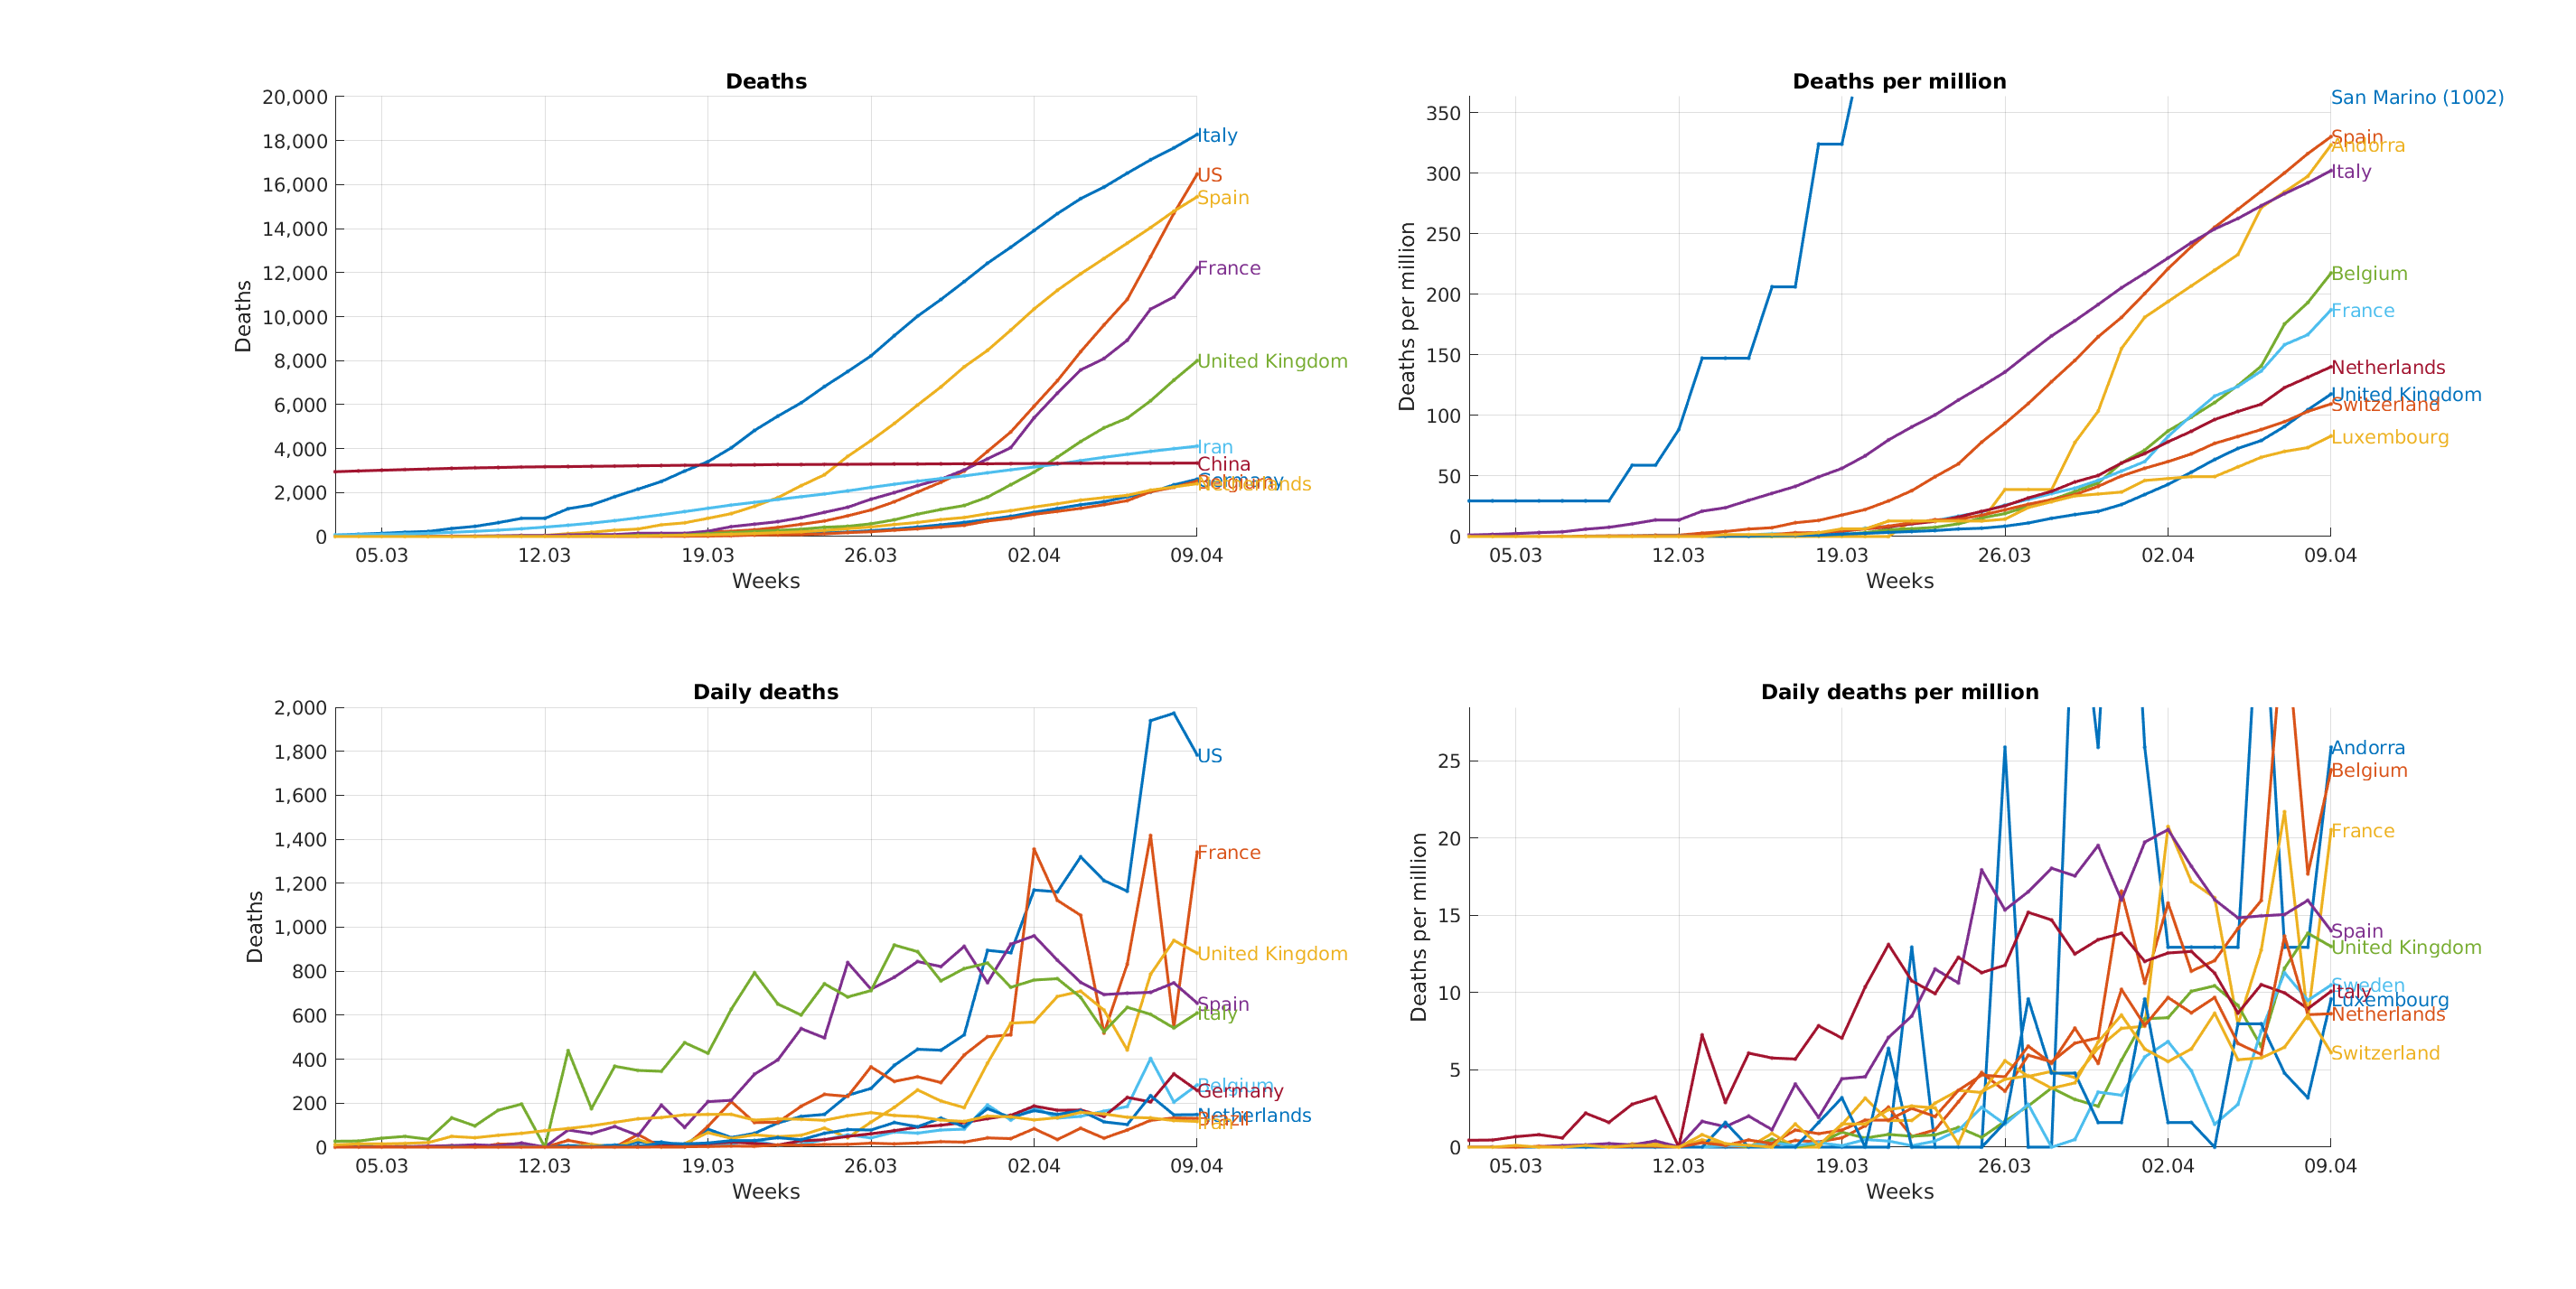 Deaths
20,000
18,000
16,000
14,000
12,000
10,000
8,000
6,000
4,000
2,000
0
Deaths
05.03 12.03 19.03 26.03 02.04 09.04
Weeks
Italy
US
Spain
France
United Kingdom
Iran
China
Germany
Belgium
Netherlands
Deaths per million
350
300
250
200
150
100
50
0
Deaths per million
05.03 12.03 19.03 26.03 02.04 09.04
Weeks
San Marino (1002)
Spain
Andorra
Italy
Belgium
France
Netherlands
United Kingdom
Switzerland
Luxembourg
Daily deaths
2,000
1,800
1,600
1,400
1,200
1,000
800
600
400
200
0
Deaths
05.03 12.03 19.03 26.03 02.04 09.04
Weeks
US
France
United Kingdom
Spain
Italy
Belgium
Germany
Netherlands
Brazil
Iran
Daily deaths per million
25
20
15
10
5
0
Deaths per million
05.03 12.03 19.03 26.03 02.04 09.04
Weeks
Andorra
Belgium
France
Spain
United Kingdom
Sweden
Italy
Luxembourg
Netherlands
Switzerland